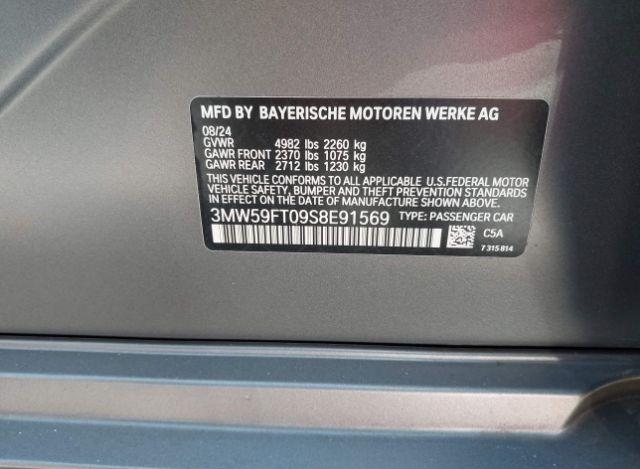 MFD BY BAYERISCHE MOTOREN WERKE AG
08/24
GVWR 4982 lbs 2260 kg
GAWR FRONT 2370 lbs 1075 kg
GAWR REAR 2712 lbs 1230 kg
THIS VEHICLE CONFORMS TO ALL APPLICABLE U.S.FEDERAL MOTOR
VEHICLE SAFETY, BUMPER AND THEFT PREVENTION STANDARDS
IN EFFECT ON THE DATE OF MANUFACTURE SHOWN ABOVE.
3MW59FT09S8E91569 TYPE: PASSENGER CAR
C5A
7 315 814